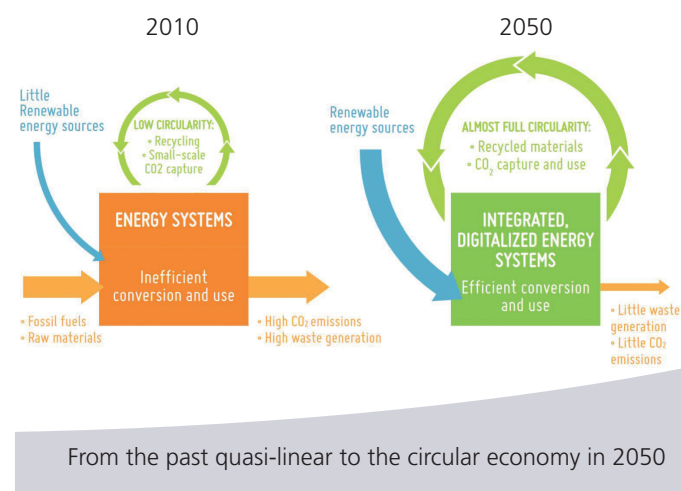 2010
Little
Renewable
energy sources
LOW CIRCULARITY:
• Recycling
• Small-scale
CO2 capture
ENERGY SYSTEMS
Inefficient
conversion and use
• Fossil fuels
• Raw materials
• High CO₂ emissions
• High waste generation
2050
Renewable
energy sources
ALMOST FULL CIRCULARITY:
• Recycled materials
• CO₂ capture and use
INTEGRATED,
DIGITALIZED ENERGY
SYSTEMS
Efficient conversion
and use
• Little waste
generation
• Little CO₂
emissions
From the past quasi-linear to the circular economy in 2050